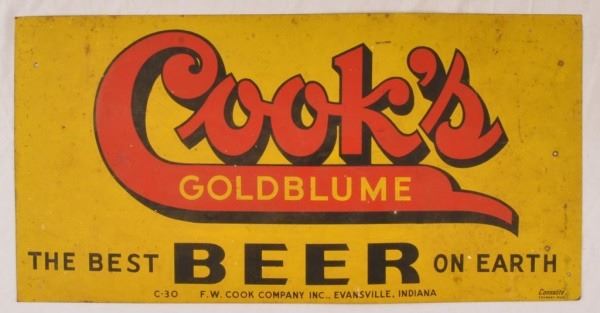 Cook's
GOLDBLUME
THE BEST BEER ON EARTH
C-30 F.W. COOK COMPANY INC., EVANSVILLE, INDIANA